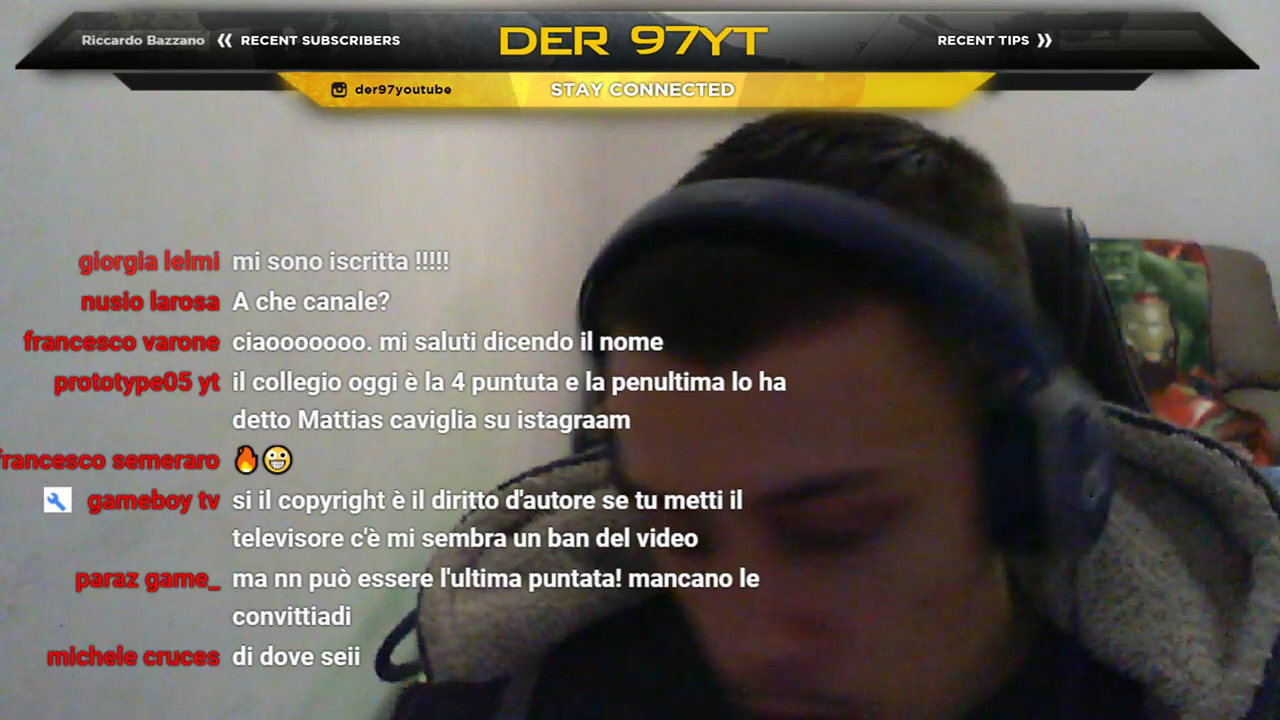 Riccardo Bazzano « RECENT SUBSCRIBERS
DER 97YT
RECENT TIPS »
der97youtube
STAY CONNECTED
giorgia lelmi mi sono iscritta !!!!!
nusio larosa A che canale?
francesco varone ciaooooooo. mi saluti dicendo il nome
prototype05 yt il collegio oggi è la 4 puntuta e la penultima lo ha
detto Mattias caviglia su istagraam
francesco semeraro 🔥😀
gameboy tv si il copyright è il diritto d'autore se tu metti il
televisore c'è mi sembra un ban del video
paraz game_ ma nn può essere l'ultima puntata! mancano le
convittiadi
michele cruces di dove seii